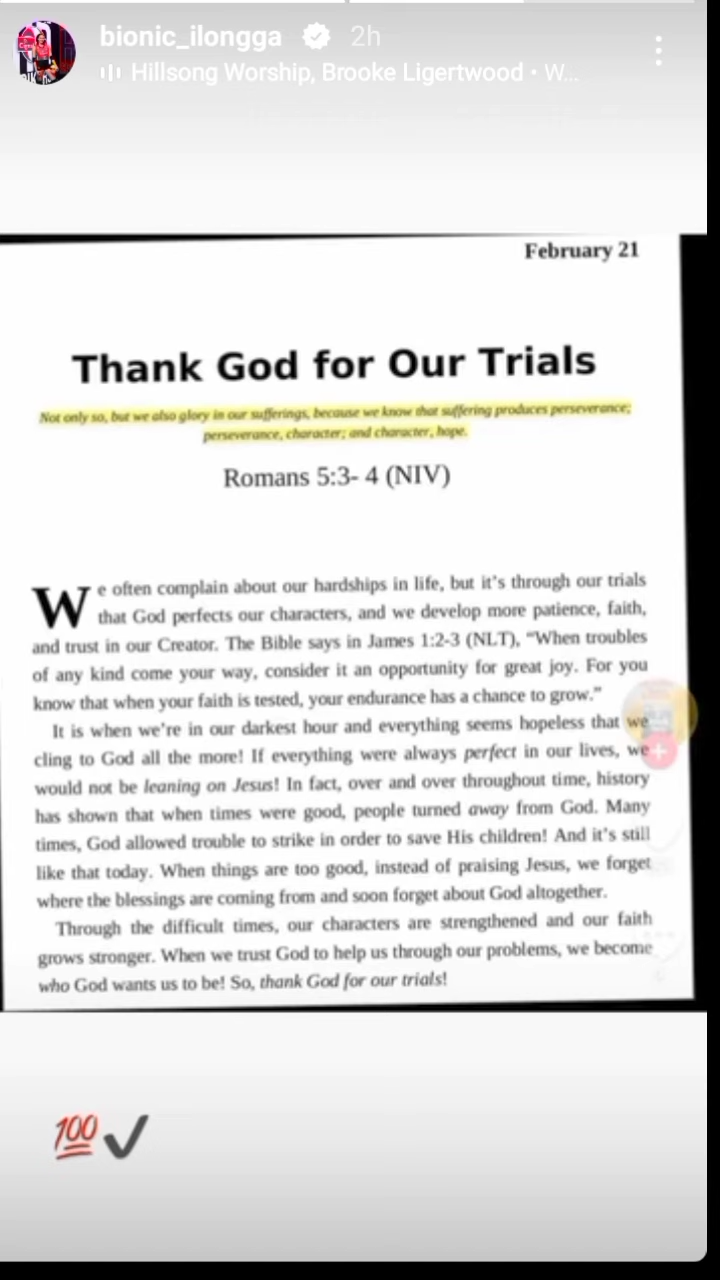 bionic_ilongga 2h
Hillsong Worship, Brooke Ligertwood • W...
February 21
Thank God for Our Trials
Not only so, but we also glory in our sufferings, because we know that suffering produces perseverance;
perseverance, character; and character, hope.
Romans 5:3- 4 (NIV)
We often complain about our hardships in life, but it's through our trials
that God perfects our characters, and we develop more patience, faith,
and trust in our Creator. The Bible says in James 1:2-3 (NLT), “When troubles
of any kind come your way, consider it an opportunity for great joy. For you
know that when your faith is tested, your endurance has a chance to grow.”
It is when we're in our darkest hour and everything seems hopeless that we
cling to God all the more! If everything were always perfect in our lives, we
would not be leaning on Jesus! In fact, over and over throughout time, history
has shown that when times were good, people turned away from God. Many
times, God allowed trouble to strike in order to save His children! And it's still
like that today. When things are too good, instead of praising Jesus, we forget
where the blessings are coming from and soon forget about God altogether.
Through the difficult times, our characters are strengthened and our faith
grows stronger. When we trust God to help us through our problems, we become
who God wants us to be! So, thank God for our trials!
💯✔